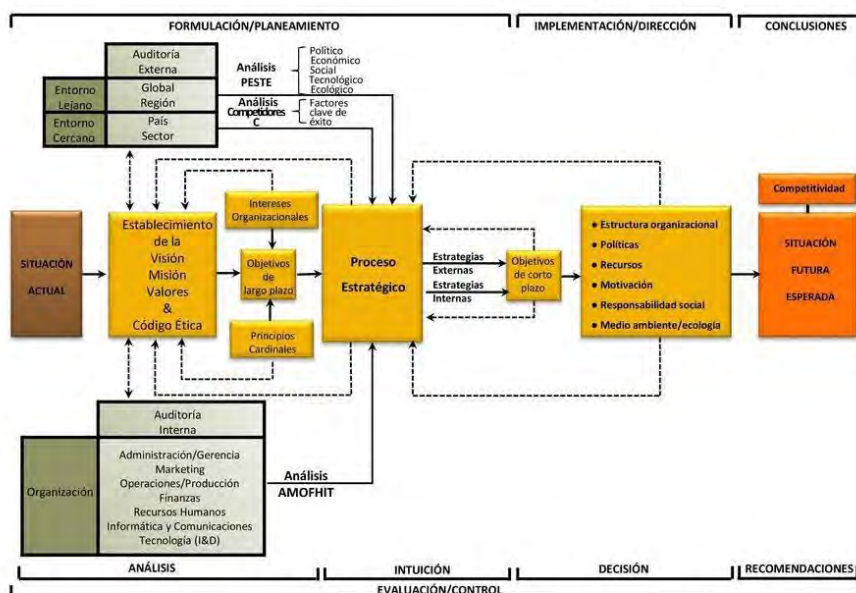 FORMULACIÓN/PLANEAMIENTO
IMPLEMENTACIÓN/DIRECCIÓN
CONCLUSIONES
Auditoría
Externa
Entorno
Lejano
Global
Región
Entorno
Cercano
País
Sector
Análisis
PESTE
Político
Económico
Social
Tecnológico
Ecológico
Análisis
Competidores
C
Factores
clave de
éxito
SITUACIÓN
ACTUAL
Establecimiento
de la
Visión
Misión
Valores
&
Código Ética
Intereses
Organizacionales
Objetivos de
largo plazo
Principios
Cardinales
Proceso
Estratégico
Estrategias
Externas
Estrategias
Internas
Objetivos
de corto
plazo
● Estructura organizacional
● Políticas
● Recursos
● Motivación
● Responsabilidad social
● Medio ambiente/ecología
Competitividad
SITUACIÓN
FUTURA
ESPERADA
Auditoría
Interna
Organización
Administración/Gerencia
Marketing
Operaciones/Producción
Finanzas
Recursos Humanos
Informática y Comunicaciones
Tecnología (I&D)
Análisis
AMOFHIT
ANÁLISIS
INTUICIÓN
DECISIÓN
RECOMENDACIONES
EVALUACIÓN/CONTROL